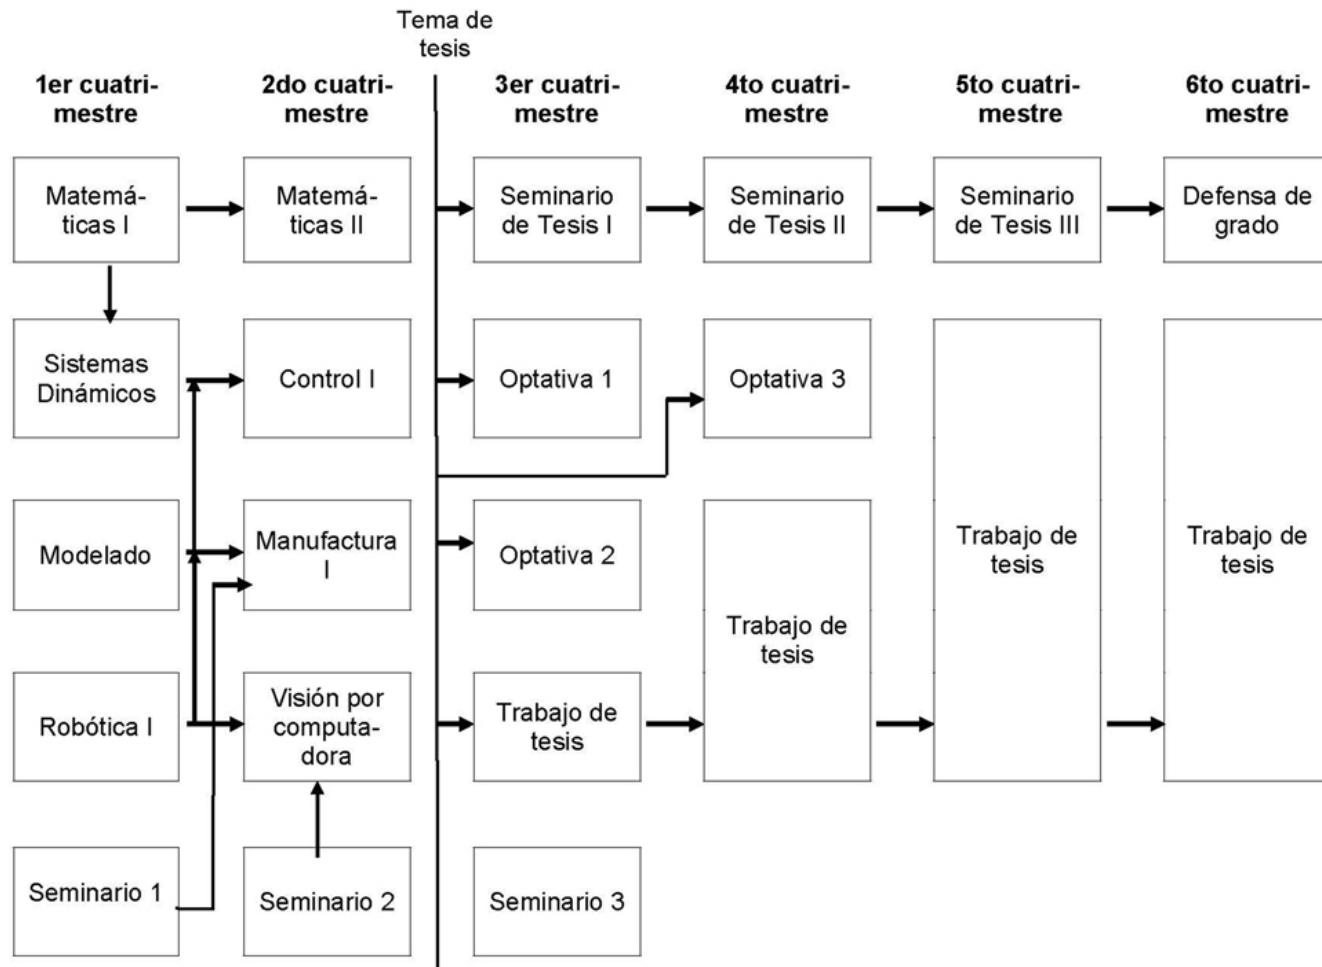 Tema de
tesis
1er cuatri-
mestre
2do cuatri-
mestre
3er cuatri-
mestre
4to cuatri-
mestre
5to cuatri-
mestre
6to cuatri-
mestre
Matemá-
ticas I
Matemá-
ticas II
Seminario
de Tesis I
Seminario
de Tesis II
Seminario
de Tesis III
Defensa de
grado
Sistemas
Dinámicos
Control I
Optativa 1
Optativa 3
Modelado
Manufactura
I
Optativa 2
Trabajo de
tesis
Trabajo de
tesis
Trabajo de
tesis
Robótica I
Visión por
computa-
dora
Trabajo de
tesis
Seminario 1
Seminario 2
Seminario 3